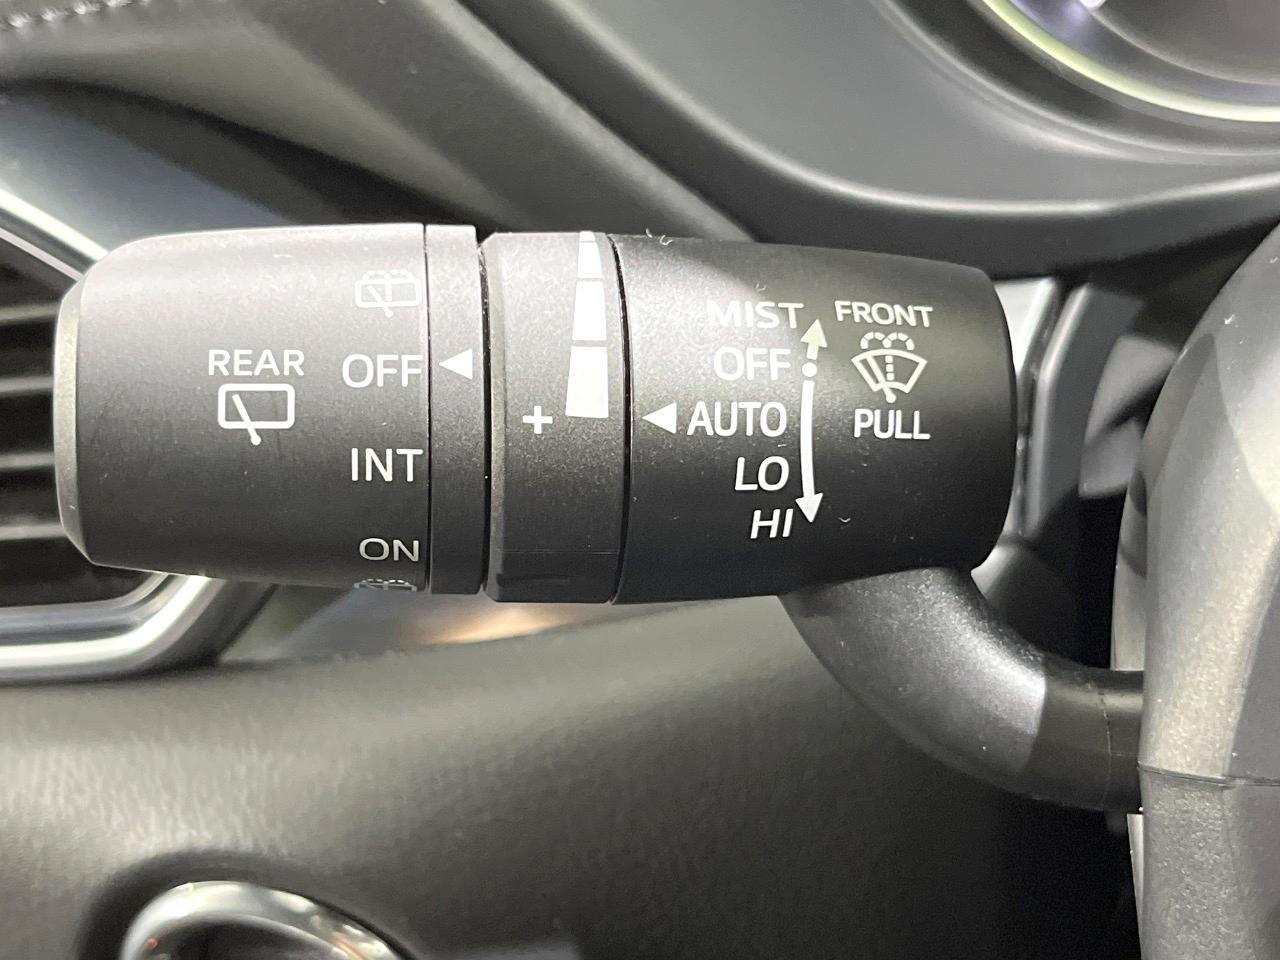 REAR
OFF
INT
ON
+
MIST
OFF
AUTO
LO
HI
FRONT
PULL